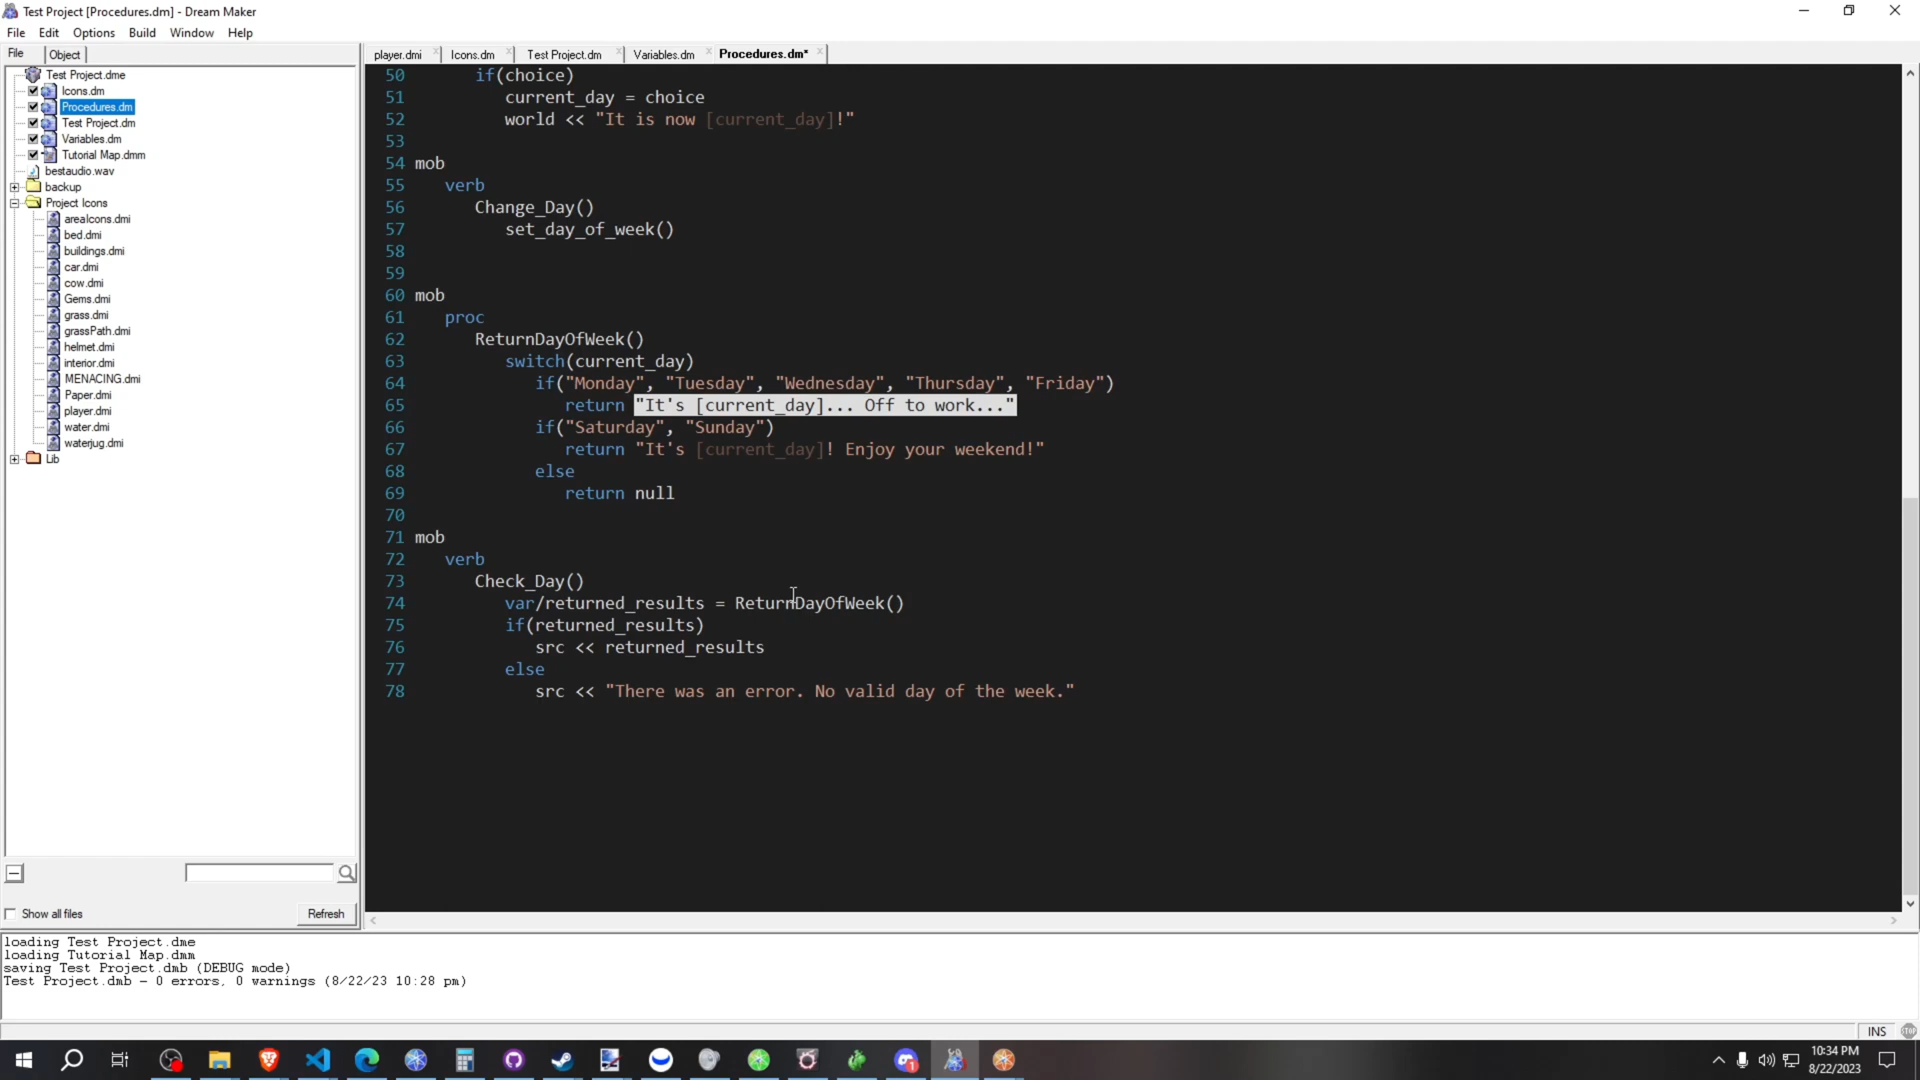 Test Project [Procedures.dm] - Dream Maker
File Edit Options Build Window Help
File Object
player.dmi Icons.dm Test Project.dm Variables.dm Procedures.dm*
Test Project.dme
Icons.dm
Procedures.dm
Test Project.dm
Variables.dm
Tutorial Map.dmm
bestaudio.wav
backup
Project Icons
areaIcons.dmi
bed.dmi
buildings.dmi
car.dmi
cow.dmi
Gems.dmi
grass.dmi
grassPath.dmi
helmet.dmi
interior.dmi
MENACING.dmi
Paper.dmi
player.dmi
water.dmi
waterjug.dmi
Lib
Show all files Refresh
50 if(choice)
51 current_day = choice
52 world << "It is now [current_day]!"
53
54 mob
55 verb
56 Change_Day()
57 set_day_of_week()
58
59
60 mob
61 proc
62 ReturnDayOfWeek()
63 switch(current_day)
64 if("Monday", "Tuesday", "Wednesday", "Thursday", "Friday")
65 return "It's [current_day]... Off to work..."
66 if("Saturday", "Sunday")
67 return "It's [current_day]! Enjoy your weekend!"
68 else
69 return null
70
71 mob
72 verb
73 Check_Day()
74 var/returned_results = ReturnDayOfWeek()
75 if(returned_results)
76 src << returned_results
77 else
78 src << "There was an error. No valid day of the week."
loading Test Project.dme
loading Tutorial Map.dmm
saving Test Project.dmb (DEBUG mode)
Test Project.dmb - 0 errors, 0 warnings (8/22/23 10:28 pm)
INS
10:34 PM
8/22/2023